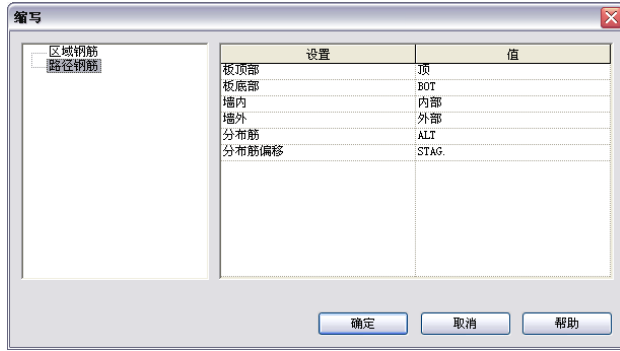 缩写
区域钢筋
路径钢筋
设置 值
板顶部 顶
板底部 BOT
墙内 内部
墙外 外部
分布筋 ALT
分布筋偏移 STAG.
确定 取消 帮助